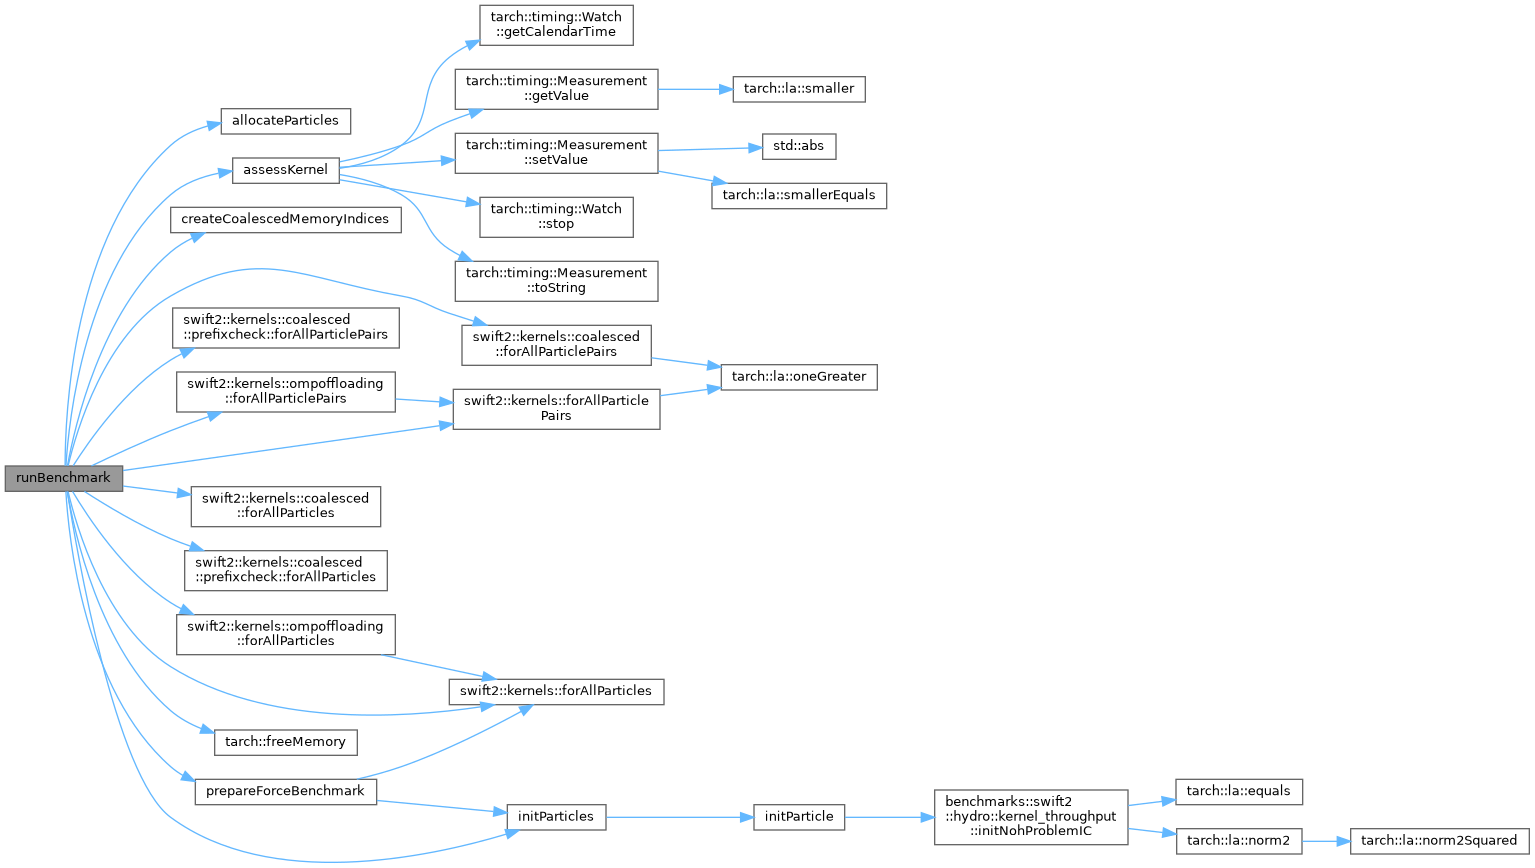 runBenchmark
allocateParticles
assessKernel
tarch::timing::Watch
::getCalendarTime
tarch::timing::Measurement
::getValue
tarch::la::smaller
tarch::timing::Measurement
::setValue
std::abs
tarch::la::smallerEquals
tarch::timing::Watch
::stop
tarch::timing::Measurement
::toString
createCoalescedMemoryIndices
swift2::kernels::coalesced
::forAllParticlePairs
tarch::la::oneGreater
swift2::kernels::coalesced
::prefixcheck::forAllParticlePairs
swift2::kernels::ompoffloading
::forAllParticlePairs
swift2::kernels::forAllParticle
Pairs
swift2::kernels::coalesced
::forAllParticles
swift2::kernels::coalesced
::prefixcheck::forAllParticles
swift2::kernels::ompoffloading
::forAllParticles
swift2::kernels::forAllParticles
tarch::freeMemory
prepareForceBenchmark
initParticles
initParticle
benchmarks::swift2
::hydro::kernel_throughput
::initNohProblemIC
tarch::la::equals
tarch::la::norm2
tarch::la::norm2Squared